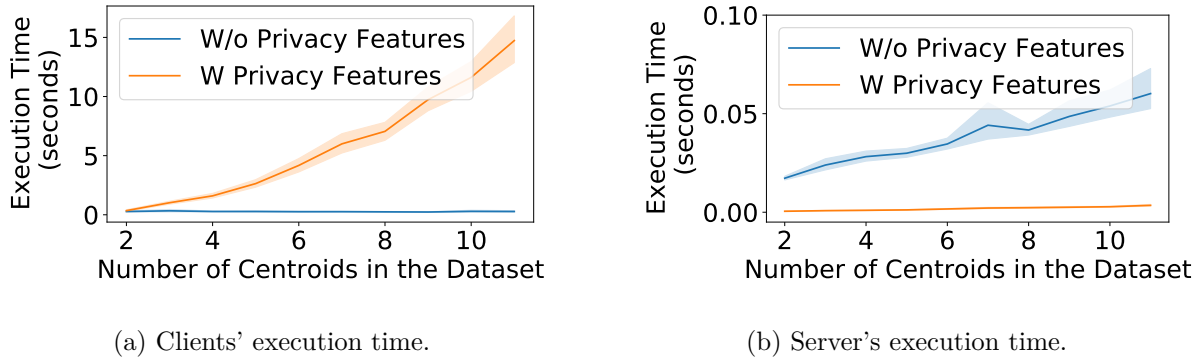 Execution Time
(seconds)
15
10
5
0
W/o Privacy Features
W Privacy Features
2 4 6 8 10
Number of Centroids in the Dataset
(a) Clients’ execution time.
Execution Time
(seconds)
0.10
0.05
0.00
W/o Privacy Features
W Privacy Features
2 4 6 8 10
Number of Centroids in the Dataset
(b) Server’s execution time.